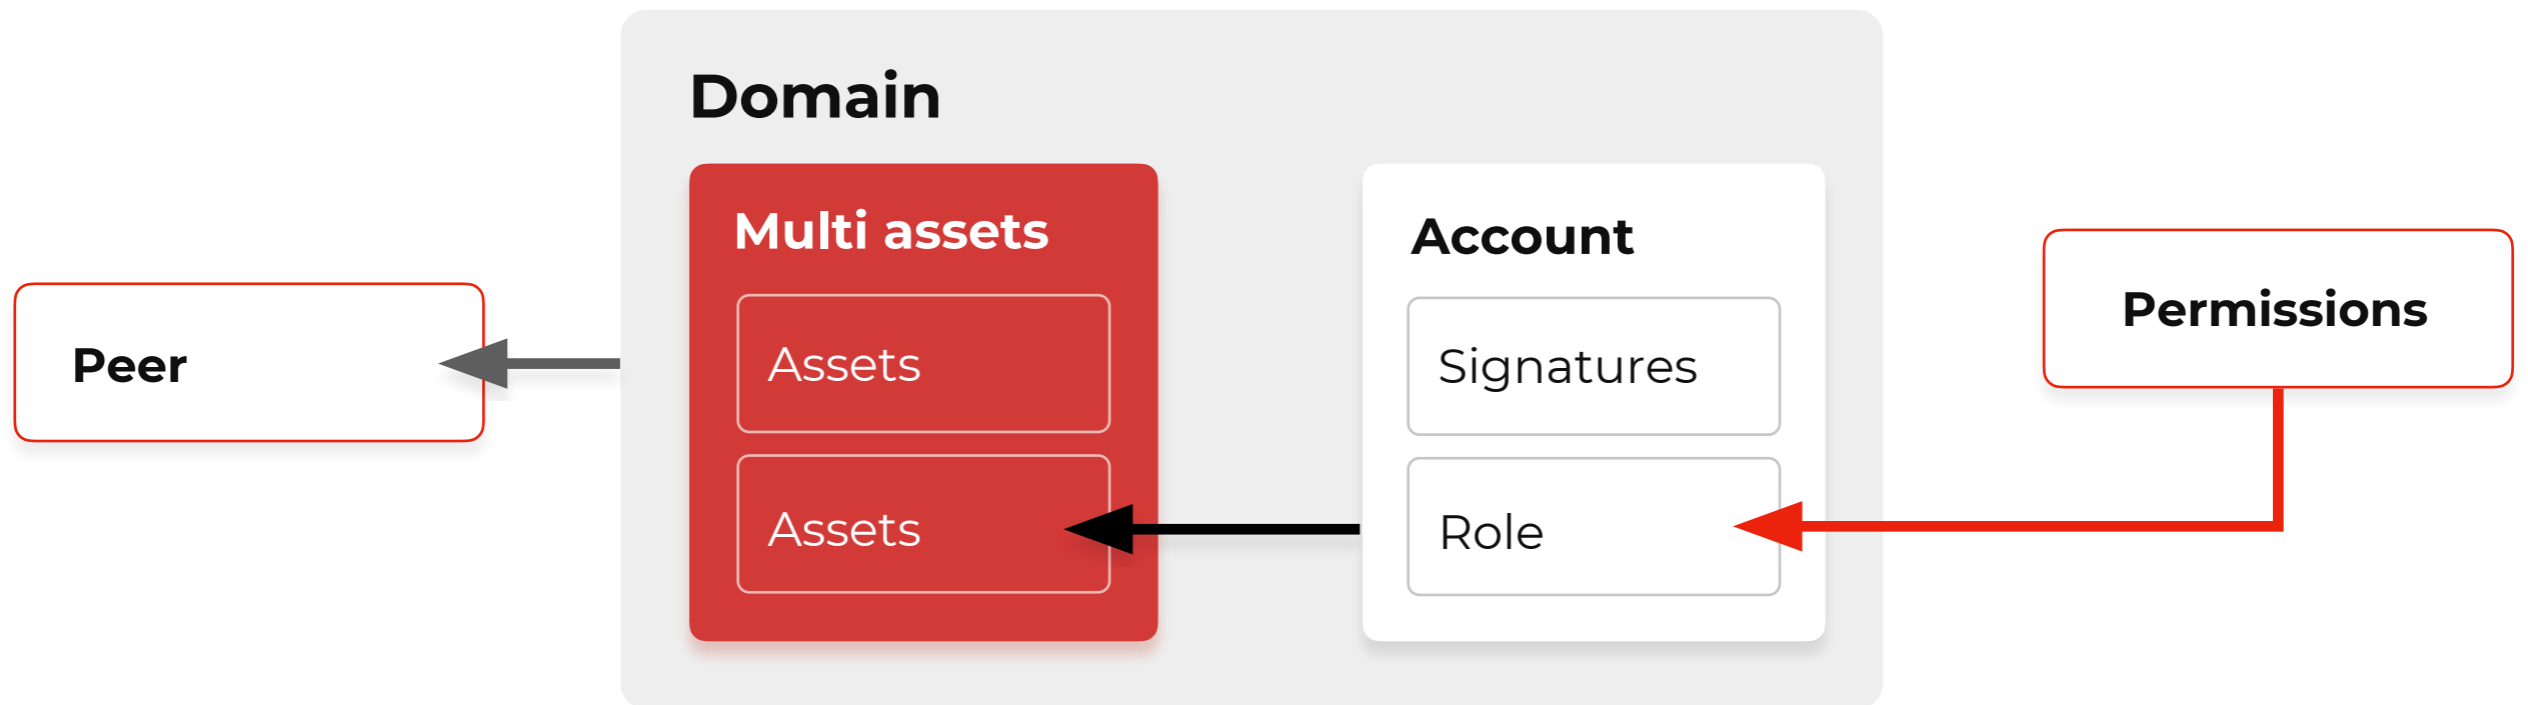 Domain
Multi assets
Assets
Assets
Account
Signatures
Role
Peer
Permissions